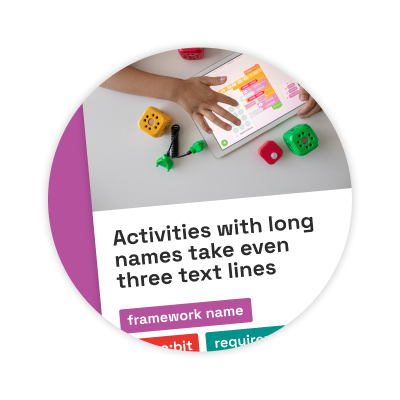 Activities with long
names take even
three text lines
framework name